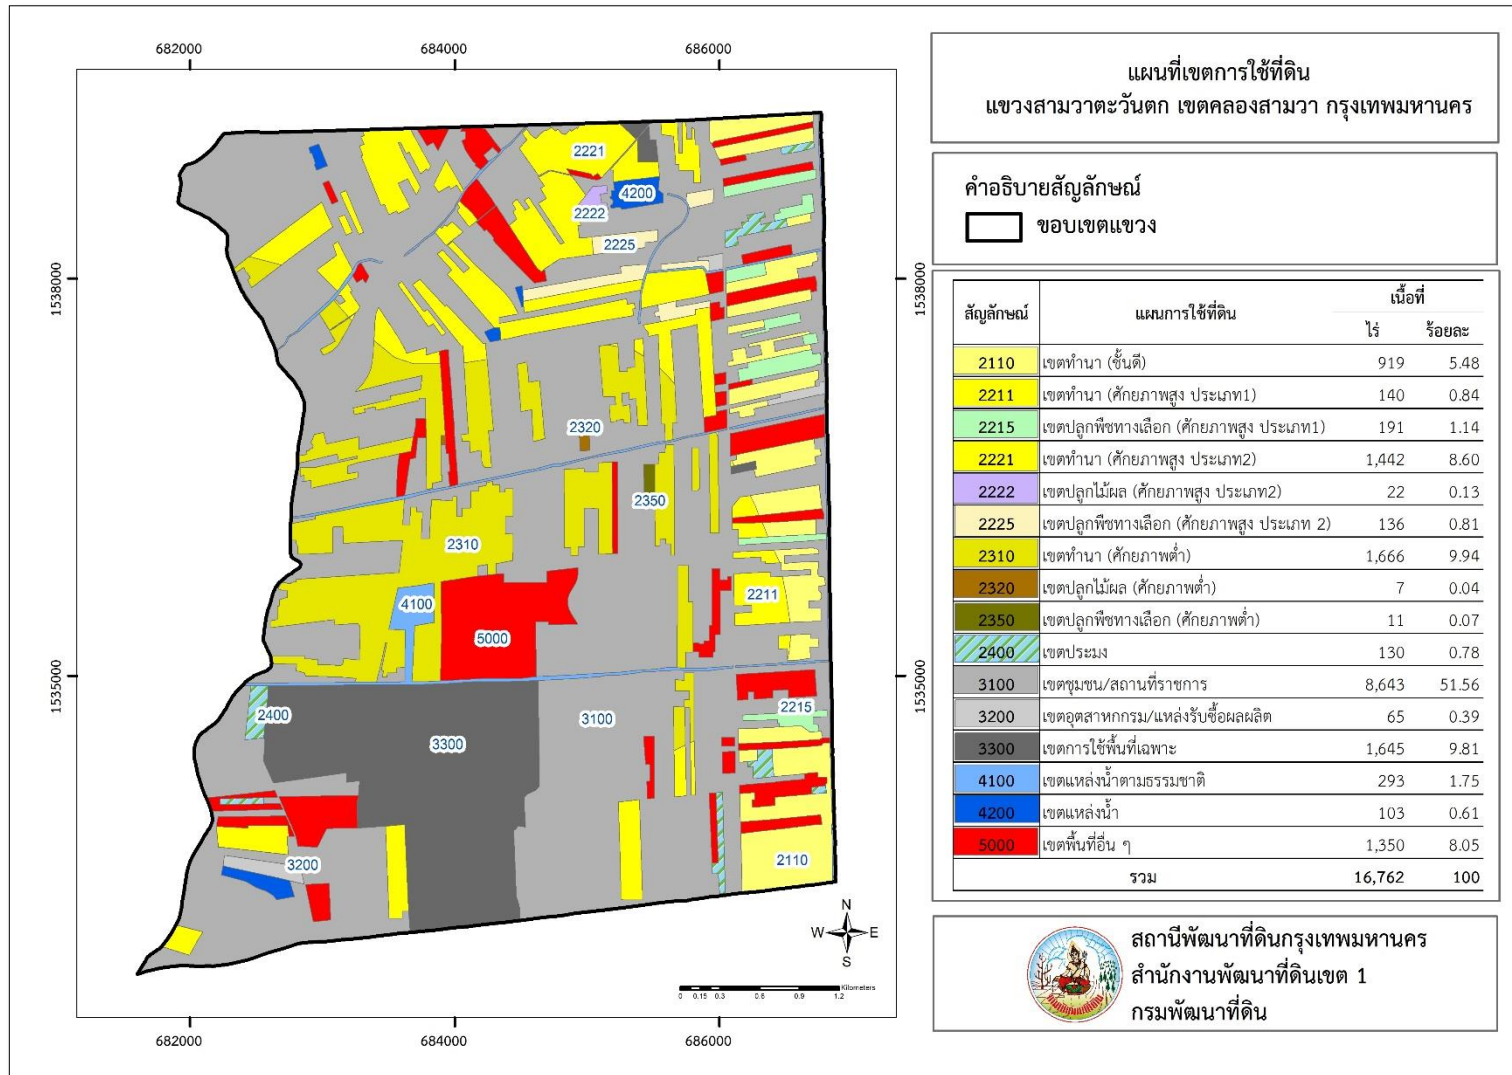 682000
684000
686000
1538000
1538000
1535000
1535000
2221
4200
2222
2225
2320
2350
2310
2211
4100
5000
2400
2215
3100
3300
3200
2110
N
W
E
S
Kilometers
0 0.15 0.3 0.6 0.9 1.2
682000
684000
686000
แผนที่เขตการใช้ที่ดิน
แขวงสามวาตะวันตก เขตคลองสามวา กรุงเทพมหานคร
คำอธิบายสัญลักษณ์
ขอบเขตแขวง
สัญลักษณ์ แผนการใช้ที่ดิน เนื้อที่
ไร่ ร้อยละ
2110 เขตทำนา (ชั้นดี) 919 5.48
2211 เขตทำนา (ศักยภาพสูง ประเภท1) 140 0.84
2215 เขตปลูกพืชทางเลือก (ศักยภาพสูง ประเภท1) 191 1.14
2221 เขตทำนา (ศักยภาพสูง ประเภท2) 1,442 8.60
2222 เขตปลูกไม้ผล (ศักยภาพสูง ประเภท2) 22 0.13
2225 เขตปลูกพืชทางเลือก (ศักยภาพสูง ประเภท 2) 136 0.81
2310 เขตทำนา (ศักยภาพต่ำ) 1,666 9.94
2320 เขตปลูกไม้ผล (ศักยภาพต่ำ) 7 0.04
2350 เขตปลูกพืชทางเลือก (ศักยภาพต่ำ) 11 0.07
2400 เขตประมง 130 0.78
3100 เขตชุมชน/สถานที่ราชการ 8,643 51.56
3200 เขตอุตสาหกกรม/แหล่งรับซื้อผลผลิต 65 0.39
3300 เขตการใช้พื้นที่เฉพาะ 1,645 9.81
4100 เขตแหล่งน้ำตามธรรมชาติ 293 1.75
4200 เขตแหล่งน้ำ 103 0.61
5000 เขตพื้นที่อื่น ๆ 1,350 8.05
รวม 16,762 100
สถานีพัฒนาที่ดินกรุงเทพมหานคร
สำนักงานพัฒนาที่ดินเขต 1
กรมพัฒนาที่ดิน